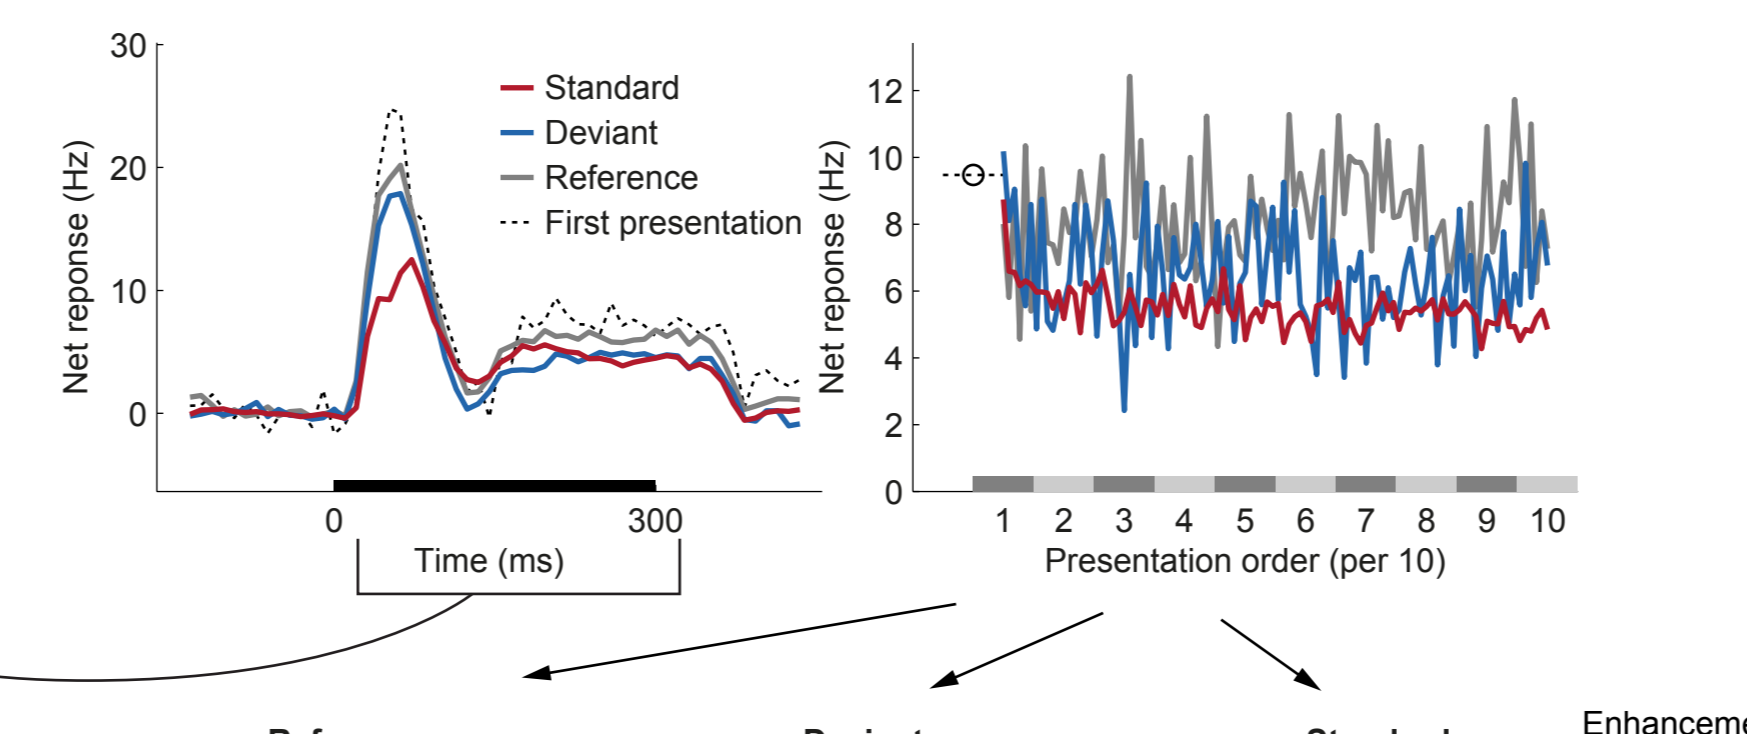 30
20
10
0
Net reponse (Hz)
Standard
Deviant
Reference
First presentation
0 300
Time (ms)
12
10
8
6
4
2
0
Net reponse (Hz)
1 2 3 4 5 6 7 8 9 10
Presentation order (per 10)
Enhanceme